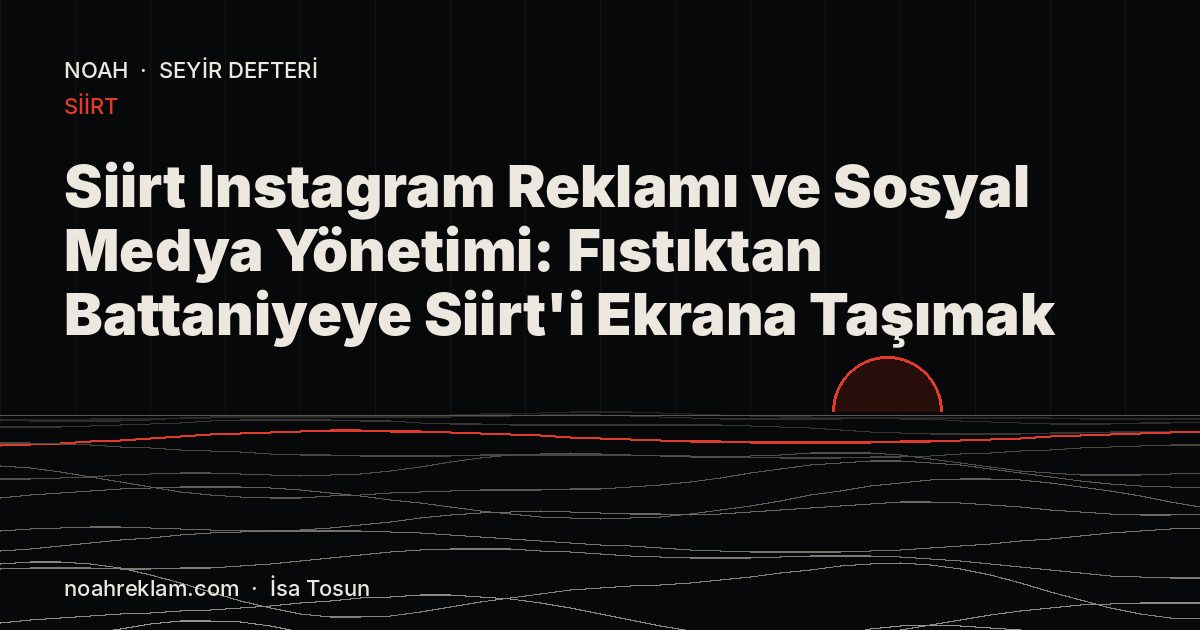 NOAH · SEYİR DEFTERİ
SİİRT
Siirt Instagram Reklamı ve Sosyal
Medya Yönetimi: Fıstıktan
Battaniyeye Siirt'i Ekrana Taşımak
noahreklam.com · İsa Tosun